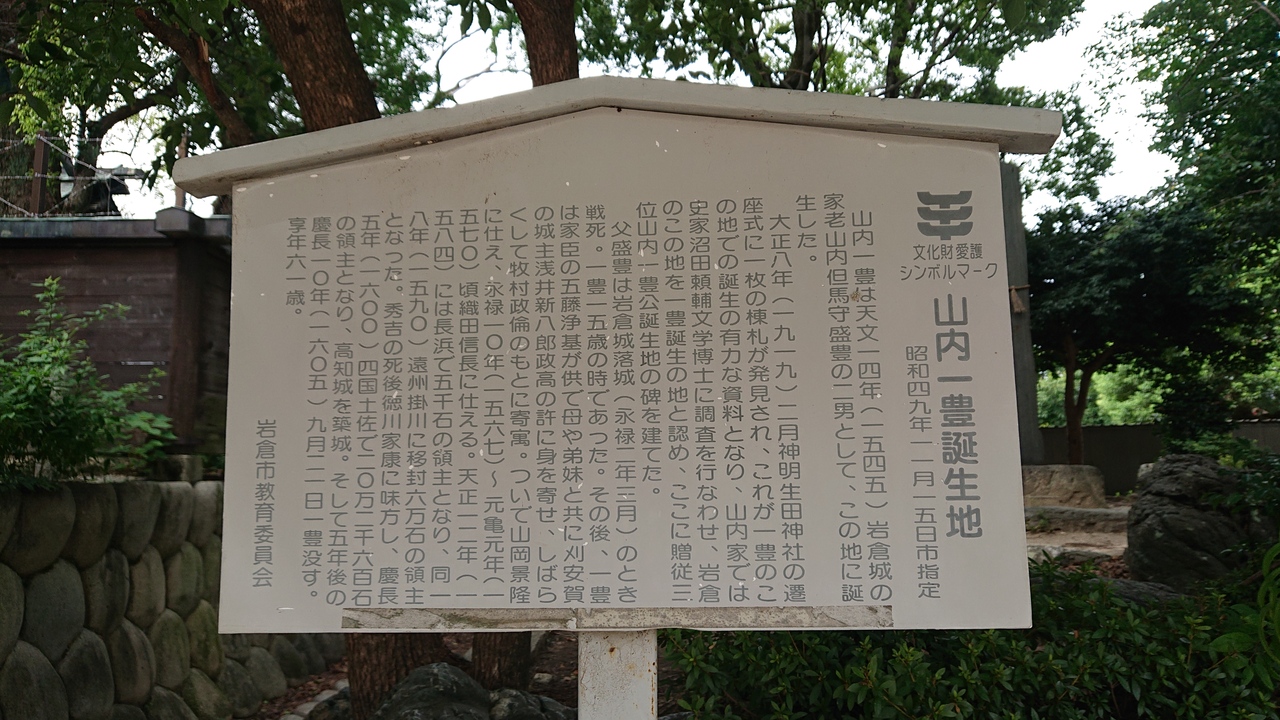 文化財愛護
シンボルマーク
山内一豊誕生地
昭和四九年一一月一五日市指定
山内一豊は天文一四年（一五四五）岩倉城の
家老山内但馬守盛豊の二男として、この地に誕
生した。
大正八年（一九一九）二月神明生田神社の遷
座式に一枚の棟札が発見され、これが一豊のこ
の地での誕生の有力な資料となり、山内家では
史家沼田頼輔文学博士に調査を行なわせ、岩倉
のこの地を一豊誕生の地と認め、ここに贈従三
位山内一豊公誕生地の碑を建てた。
父盛豊は岩倉城落城（永禄二年三月）のとき
戦死。一豊一五歳の時であった。その後、一豊
は家臣の五藤浄基が供で母や弟妹と共に刈安賀
の城主浅井新八郎政高の許に身を寄せ、しばら
くして牧村政倫のもとに寄寓。ついで山岡景隆
に仕え、永禄一〇年（一五六七）～元亀元年（一
五七〇）頃織田信長に仕える。天正一二年（一
五八四）には長浜で五千石の領主となり、同一
八年（一五九〇）遠州掛川に移封六万石の領主
となった。秀吉の死後徳川家康に味方し、慶長
五年（一六〇〇）四国土佐で二〇万二千六百石
の領主となり、高知城を築城。そして五年後の
慶長一〇年（一六〇五）九月二〇日一豊没す。
享年六一歳。
岩倉市教育委員会